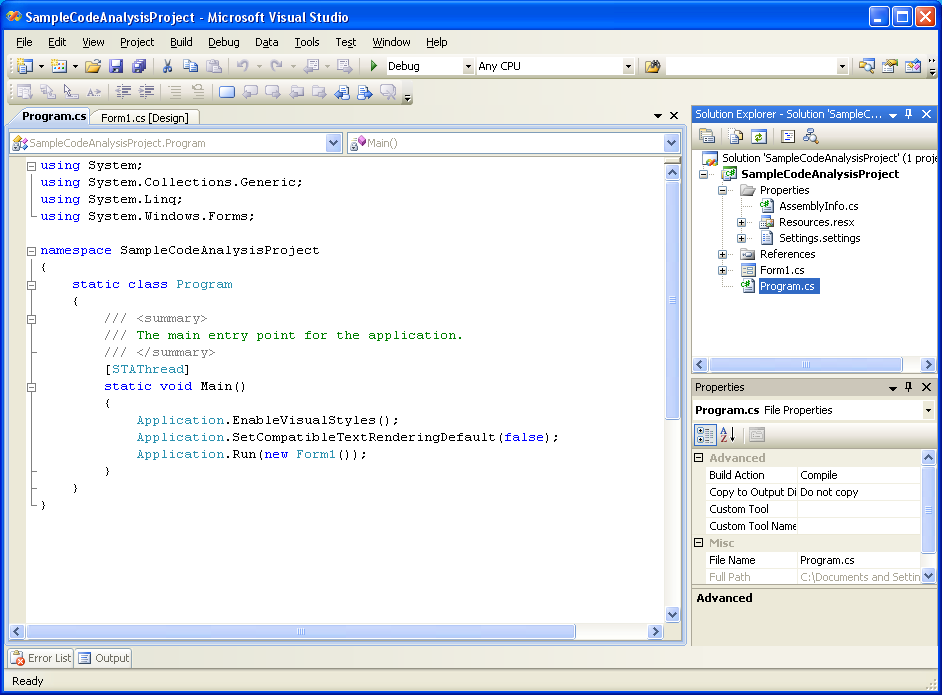 SampleCodeAnalysisProject - Microsoft Visual Studio
File Edit View Project Build Debug Data Tools Test Window Help
Debug Any CPU
Program.cs Form1.cs [Design]
SampleCodeAnalysisProject.Program Main()
using System;
using System.Collections.Generic;
using System.Linq;
using System.Windows.Forms;
namespace SampleCodeAnalysisProject
{
static class Program
{
/// <summary>
/// The main entry point for the application.
/// </summary>
[STAThread]
static void Main()
{
Application.EnableVisualStyles();
Application.SetCompatibleTextRenderingDefault(false);
Application.Run(new Form1());
}
}
}
Solution Explorer - Solution 'SampleC...
Solution 'SampleCodeAnalysisProject' (1 proje
SampleCodeAnalysisProject
Properties
AssemblyInfo.cs
Resources.resx
Settings.settings
References
Form1.cs
Program.cs
Properties
Program.cs File Properties
Advanced
Build Action Compile
Copy to Output Di Do not copy
Custom Tool
Custom Tool Name
Misc
File Name Program.cs
Full Path C:\Documents and Settin
Advanced
Error List Output
Ready